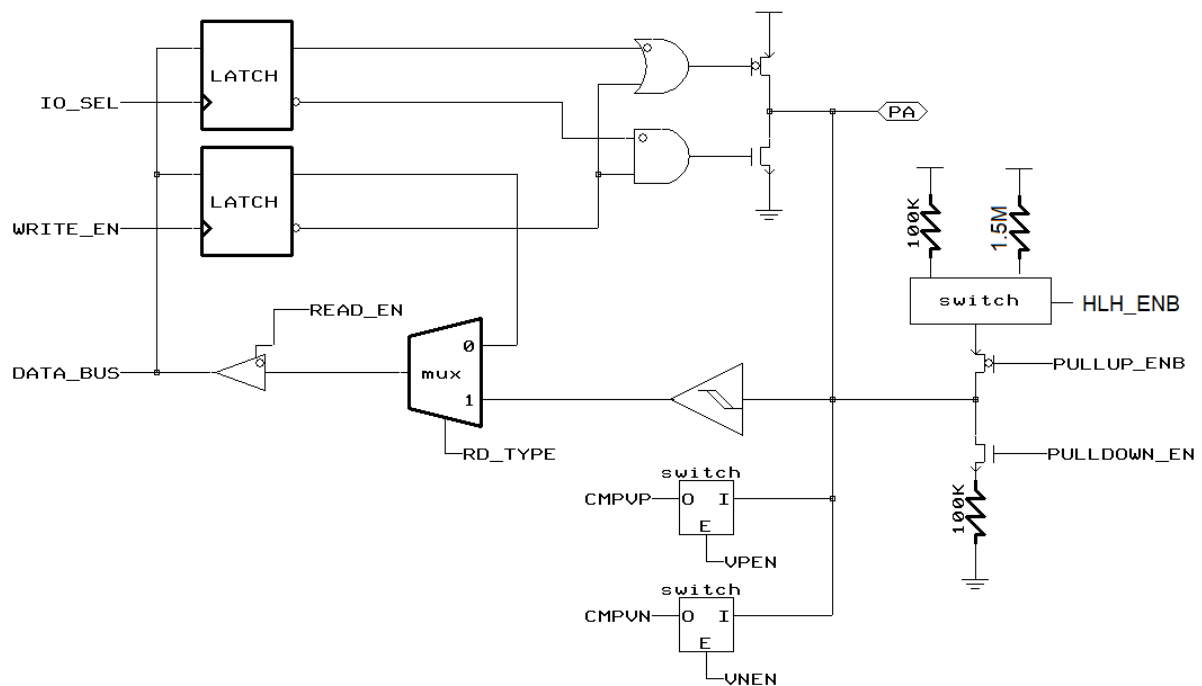 LATCH
IO_SEL
PA
LATCH
WRITE_EN
100K
1.5M
switch
HLH_ENB
READ_EN
0
mux
1
DATA_BUS
PULLUP_ENB
RD_TYPE
PULLDOWN_EN
switch
CMPVP
O I
E
VPEN
100K
switch
CMPVN
O I
E
VNEN